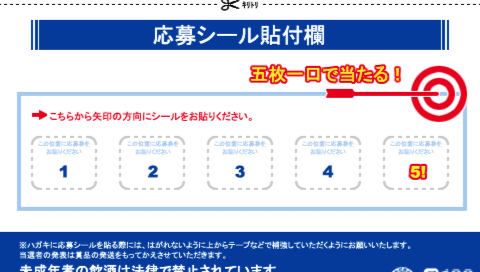 キリトリ
応募シール貼付欄
五枚一口で当たる！
こちらから矢印の方向にシールをお貼りください。
この位置に応募券を
お貼りください
1
この位置に応募券を
お貼りください
2
この位置に応募券を
お貼りください
3
この位置に応募券を
お貼りください
4
この位置に応募券を
お貼りください
5!
※ハガキに応募シールを貼る際には、はがれないように上からテープなどで補強していただくようにお願いいたします。
当選者の発表は賞品の発送をもってかえさせていただきます。
未成年者の飲酒は法律で禁止されています